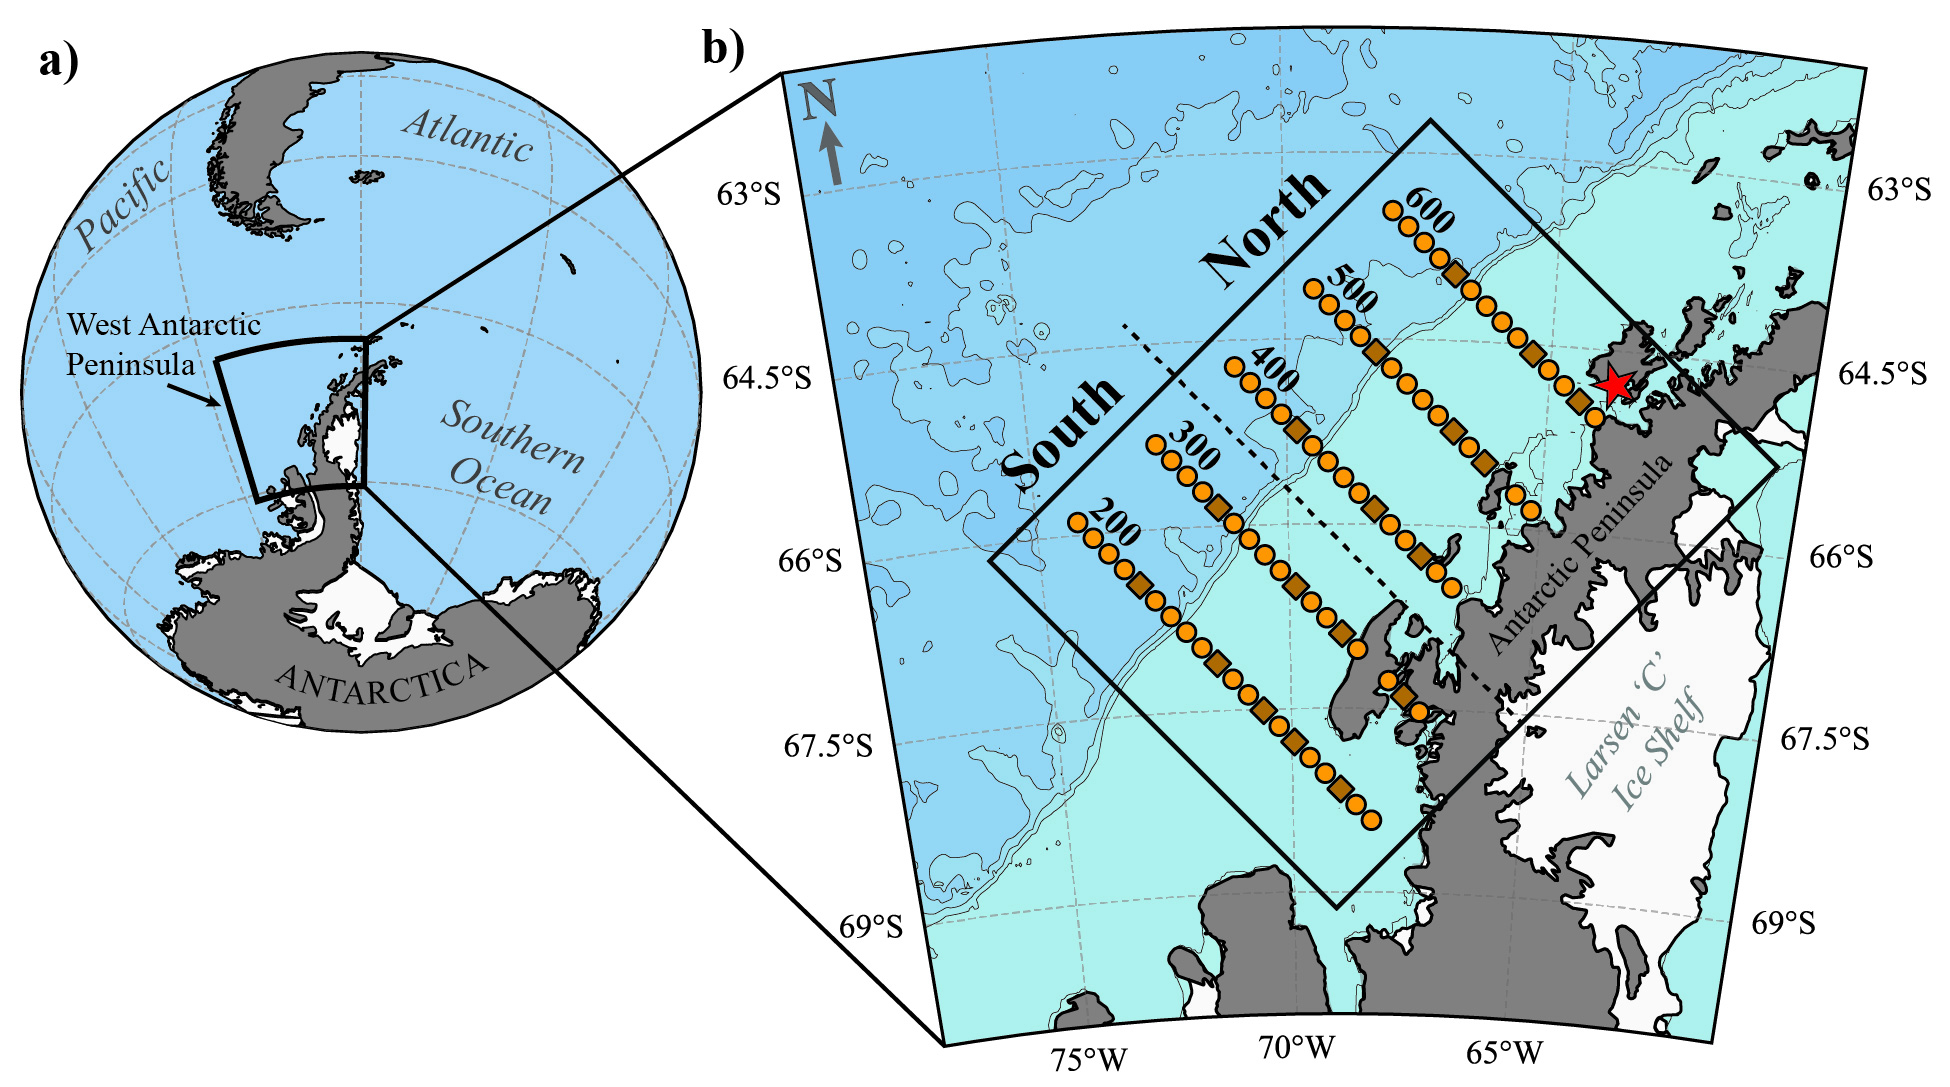 a)
Atlantic
Pacific
West Antarctic
Peninsula
Southern
Ocean
ANTARCTICA
b)
N
63°S
64.5°S
66°S
67.5°S
69°S
North
South
600
500
400
300
200
Antarctic Peninsula
Larsen ‘C’
Ice Shelf
63°S
64.5°S
66°S
67.5°S
69°S
75°W
70°W
65°W